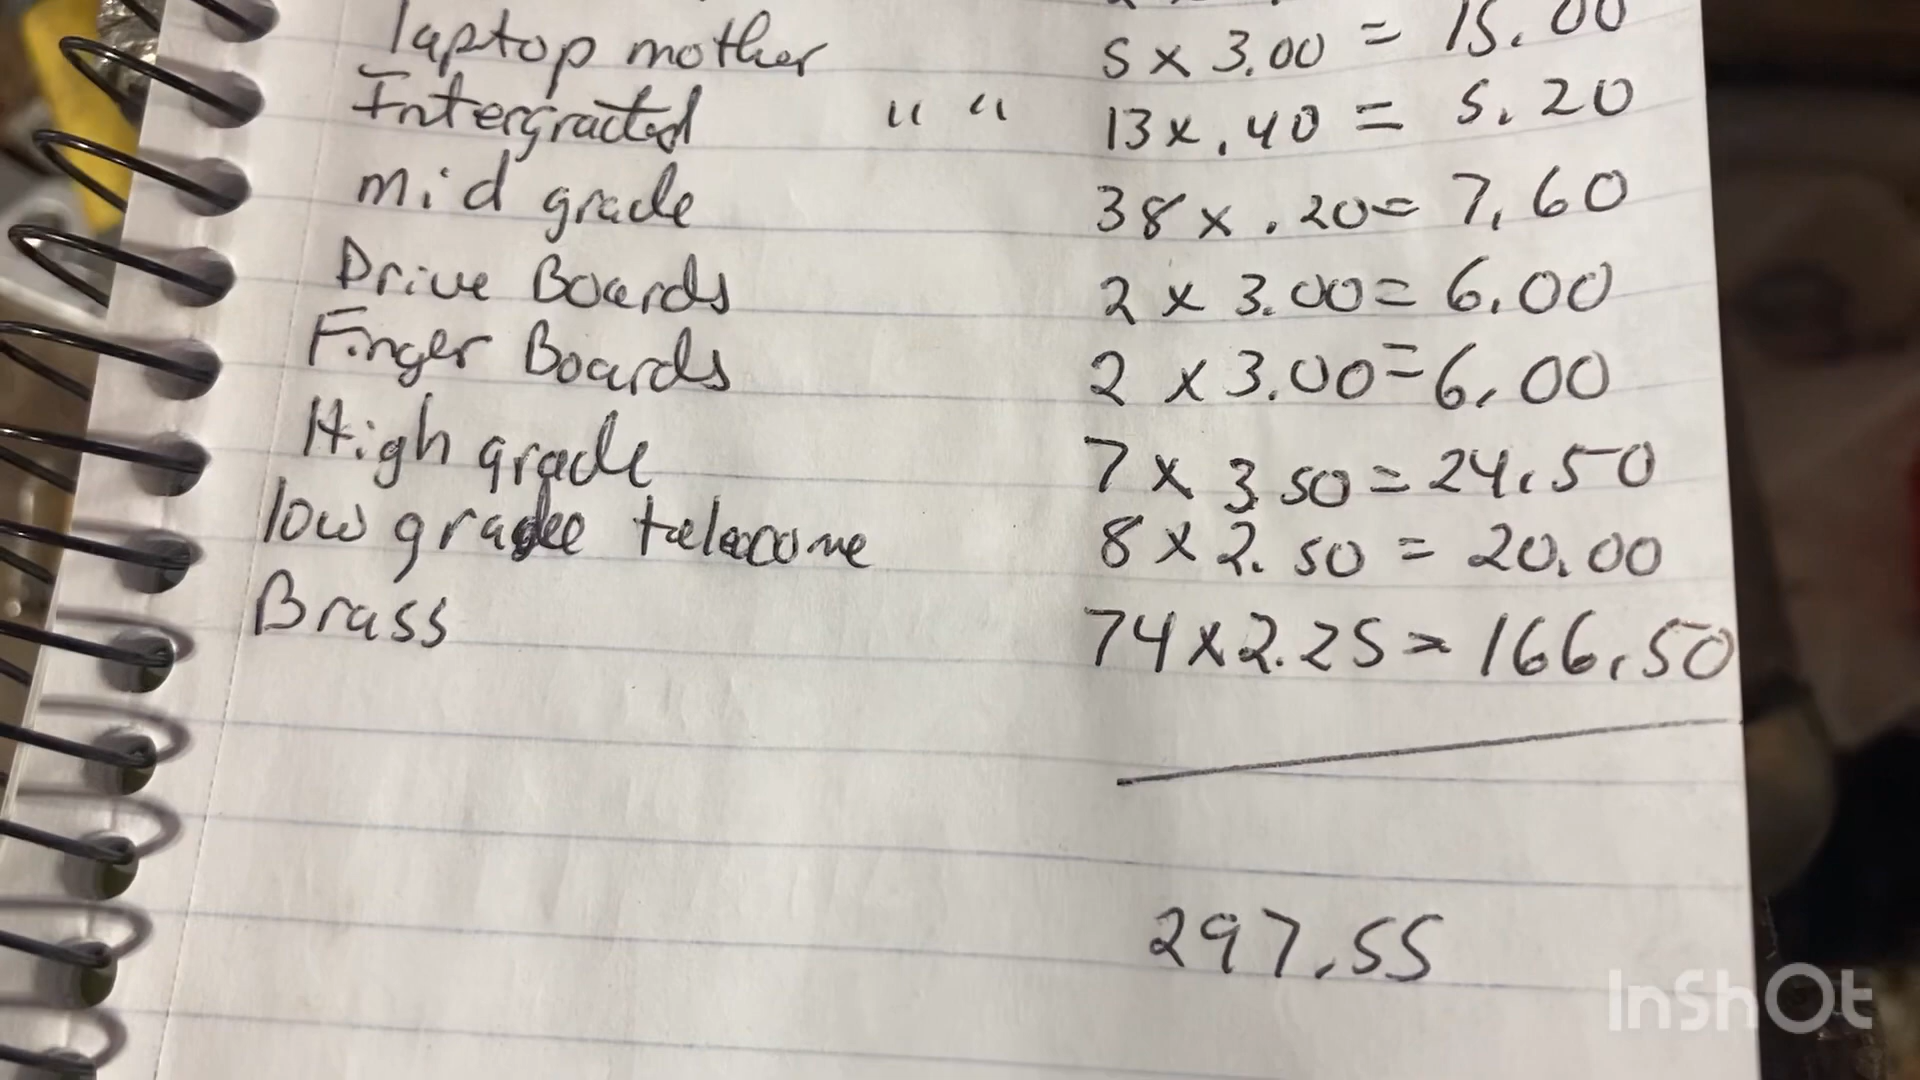 laptop mother 5 x 3.00 = 15.00
Intergracted " " 13 x .40 = 5.20
mid grade 38 x .20 = 7.60
Drive Boards 2 x 3.00 = 6.00
Finger Boards 2 x 3.00 = 6.00
High grade 7 x 3.50 = 24.50
low grade telecome 8 x 2.50 = 20.00
Brass 74 x 2.25 = 166.50
297.55
InShOt